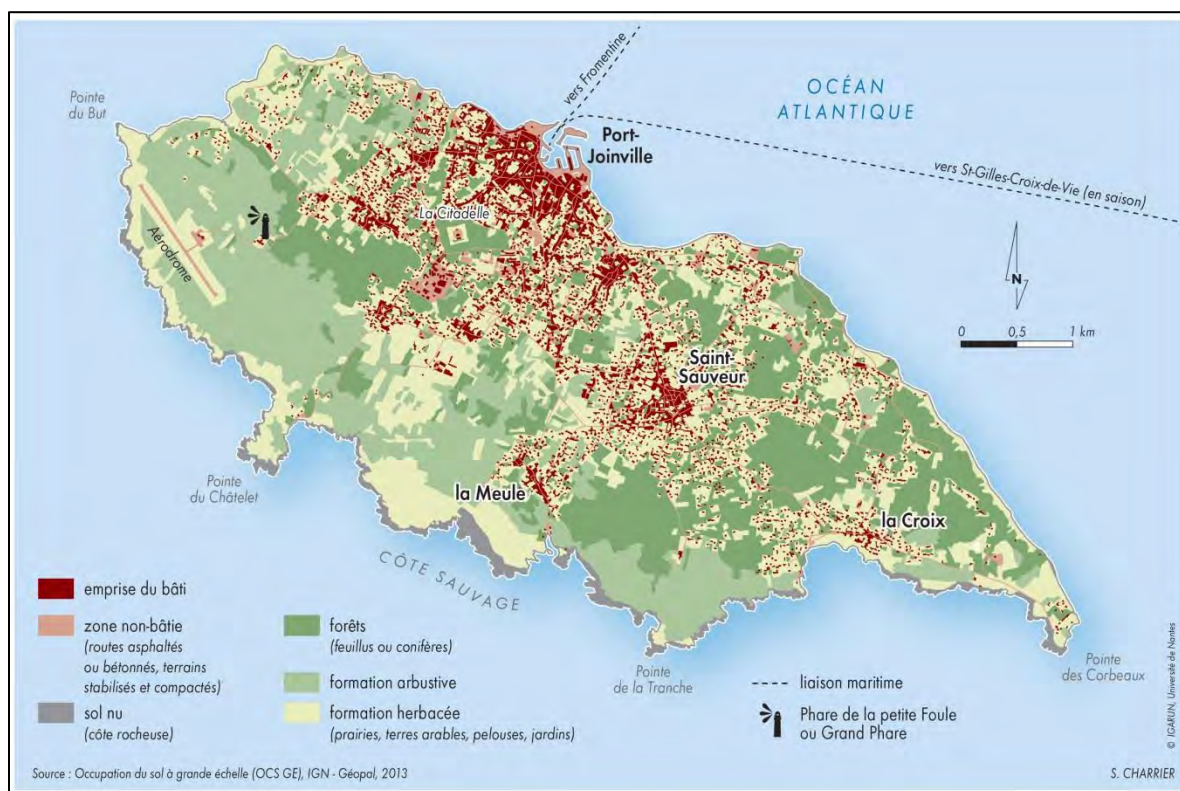 Pointe
du But
vers Fromentine
OCÉAN
ATLANTIQUE
Port-
Joinville
vers St-Gilles-Croix-de-Vie (en saison)
La Citadelle
Aérodrome
N
0 0,5 1 km
Saint-
Sauveur
Pointe
du Châtelet
la Meule
la Croix
CÔTE SAUVAGE
Pointe
de la Tranche
Pointe
des Corbeaux
emprise du bâti
zone non-bâtie
(routes asphaltés
ou bétonnés, terrains
stabilisés et compactés)
sol nu
(côte rocheuse)
forêts
(feuillus ou conifères)
formation arbustive
formation herbacée
(prairies, terres arables, pelouses, jardins)
liaison maritime
Phare de la petite Foule
ou Grand Phare
© IGARUN, Université de Nantes
Source : Occupation du sol à grande échelle (OCS GE), IGN - Géopal, 2013
S. CHARRIER